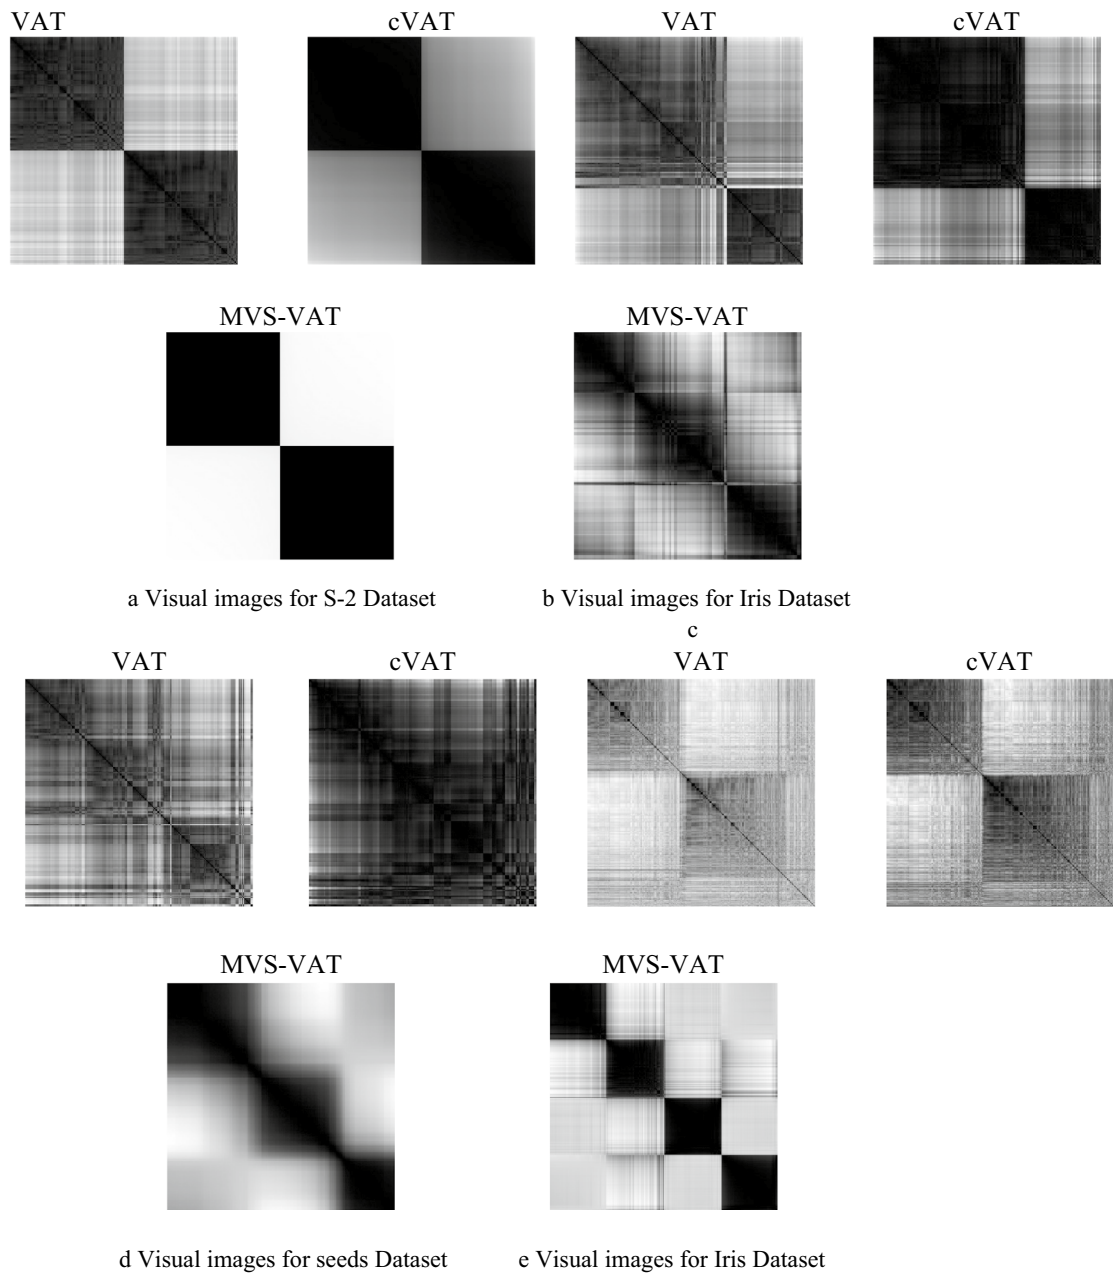 VAT
cVAT
VAT
cVAT
MVS-VAT
MVS-VAT
a Visual images for S-2 Dataset
b Visual images for Iris Dataset
c
VAT
cVAT
VAT
cVAT
MVS-VAT
MVS-VAT
d Visual images for seeds Dataset
e Visual images for Iris Dataset